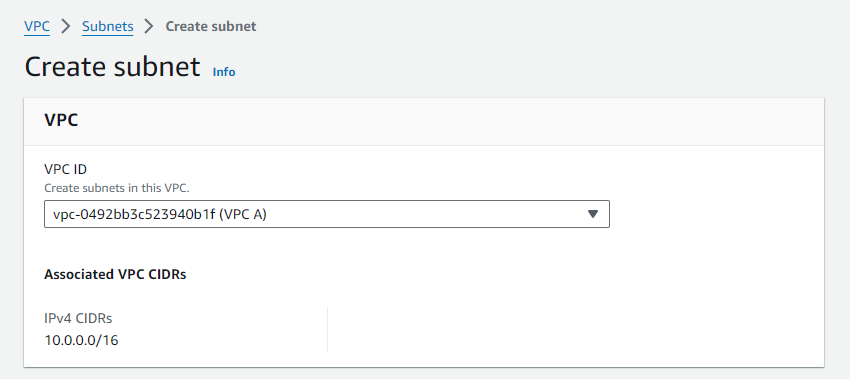 VPC > Subnets > Create subnet
Create subnet Info
VPC
VPC ID
Create subnets in this VPC.
vpc-0492bb3c523940b1f (VPC A)
Associated VPC CIDRs
IPv4 CIDRs
10.0.0.0/16